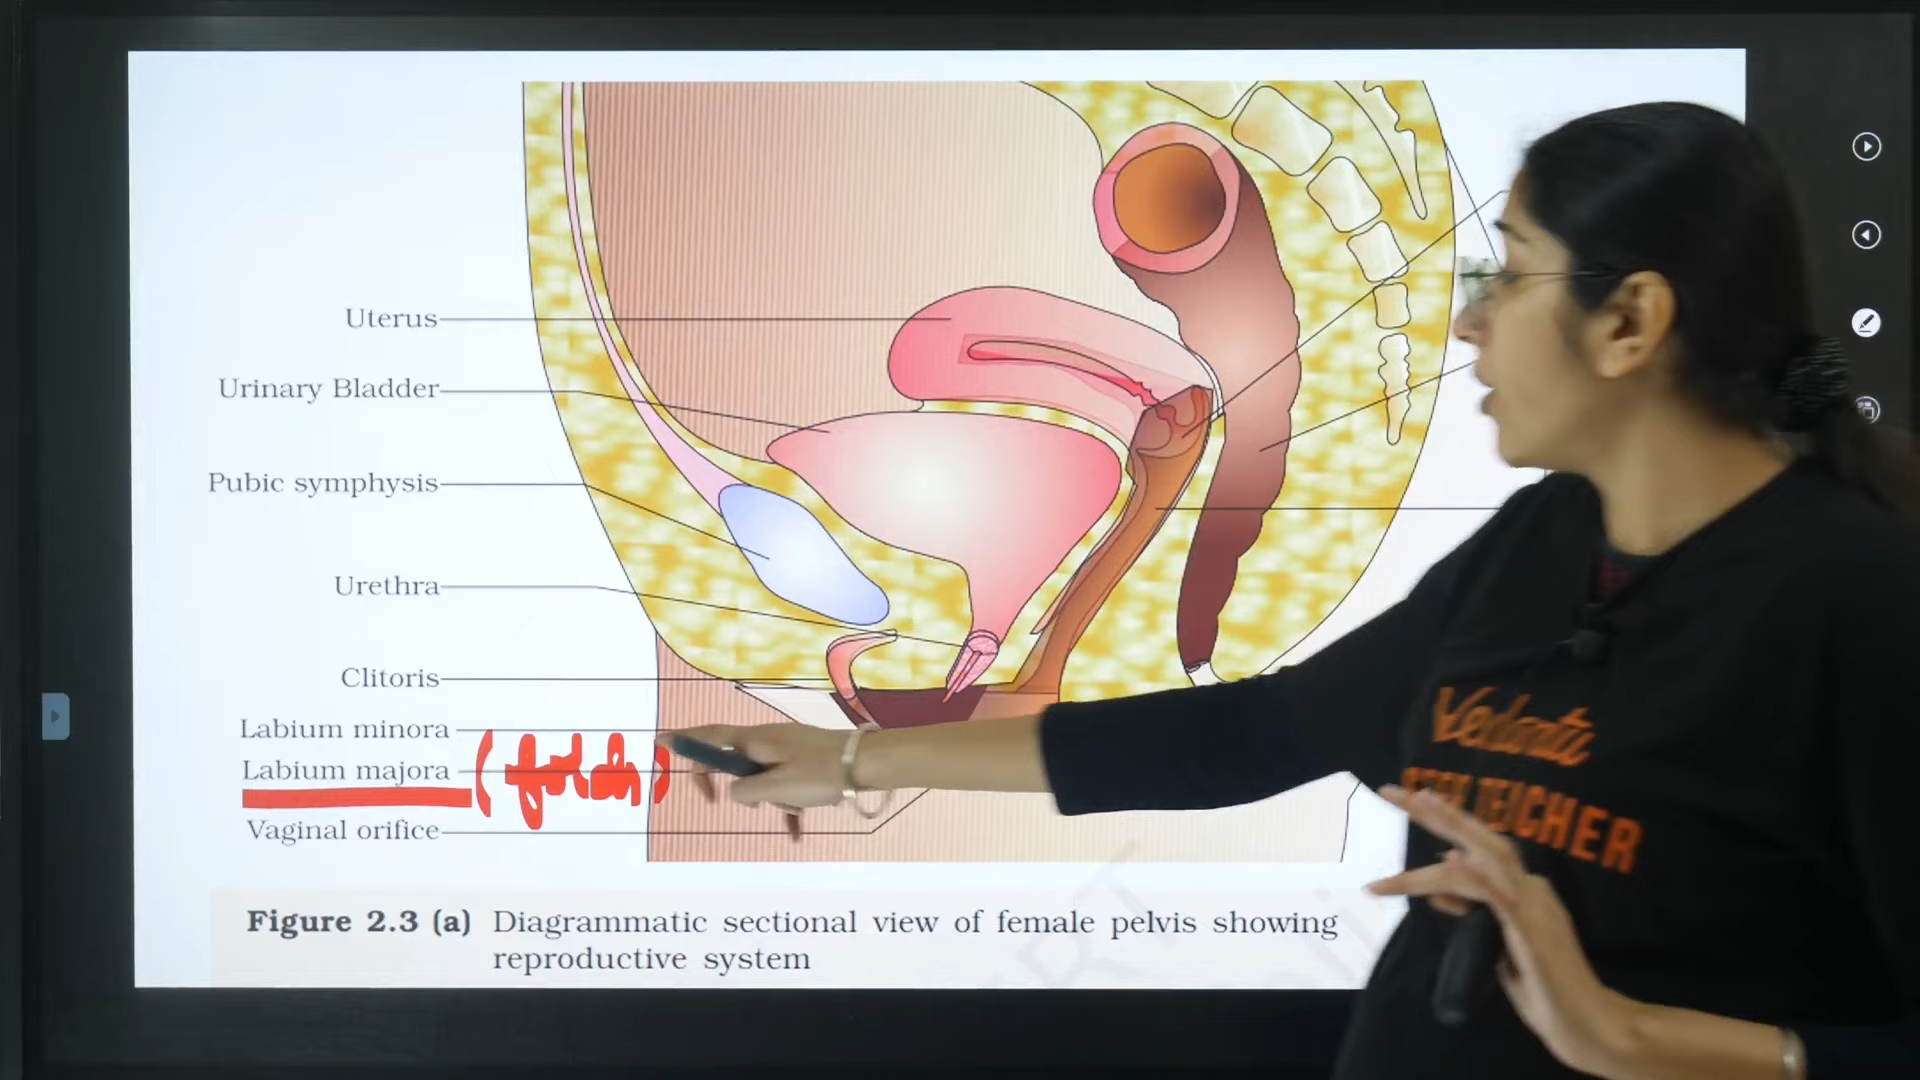 Uterus
Urinary Bladder
Pubic symphysis
Urethra
Clitoris
Labium minora
Labium majora
(folds)
Vaginal orifice
Figure 2.3 (a) Diagrammatic sectional view of female pelvis showing
reproductive system
Vedantu
TEACHER